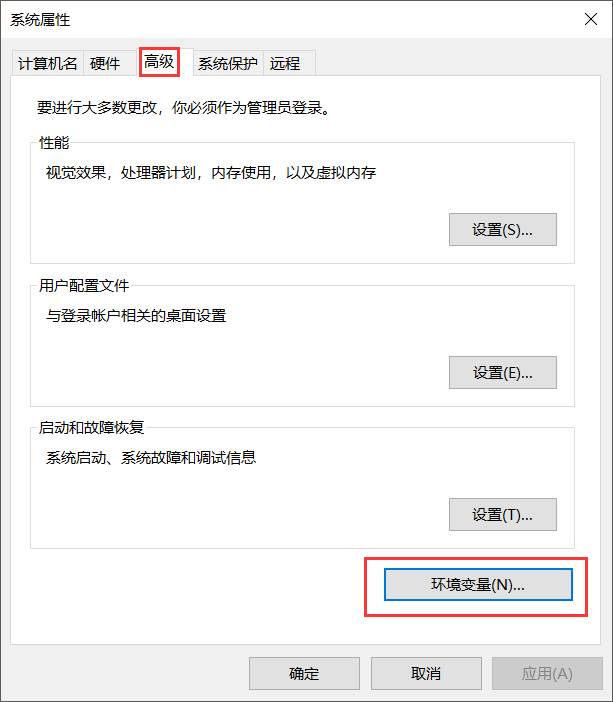 系统属性
计算机名 硬件 高级 系统保护 远程
要进行大多数更改，你必须作为管理员登录。
性能
视觉效果，处理器计划，内存使用，以及虚拟内存
设置(S)...
用户配置文件
与登录帐户相关的桌面设置
设置(E)...
启动和故障恢复
系统启动、系统故障和调试信息
设置(T)...
环境变量(N)...
确定 取消 应用(A)